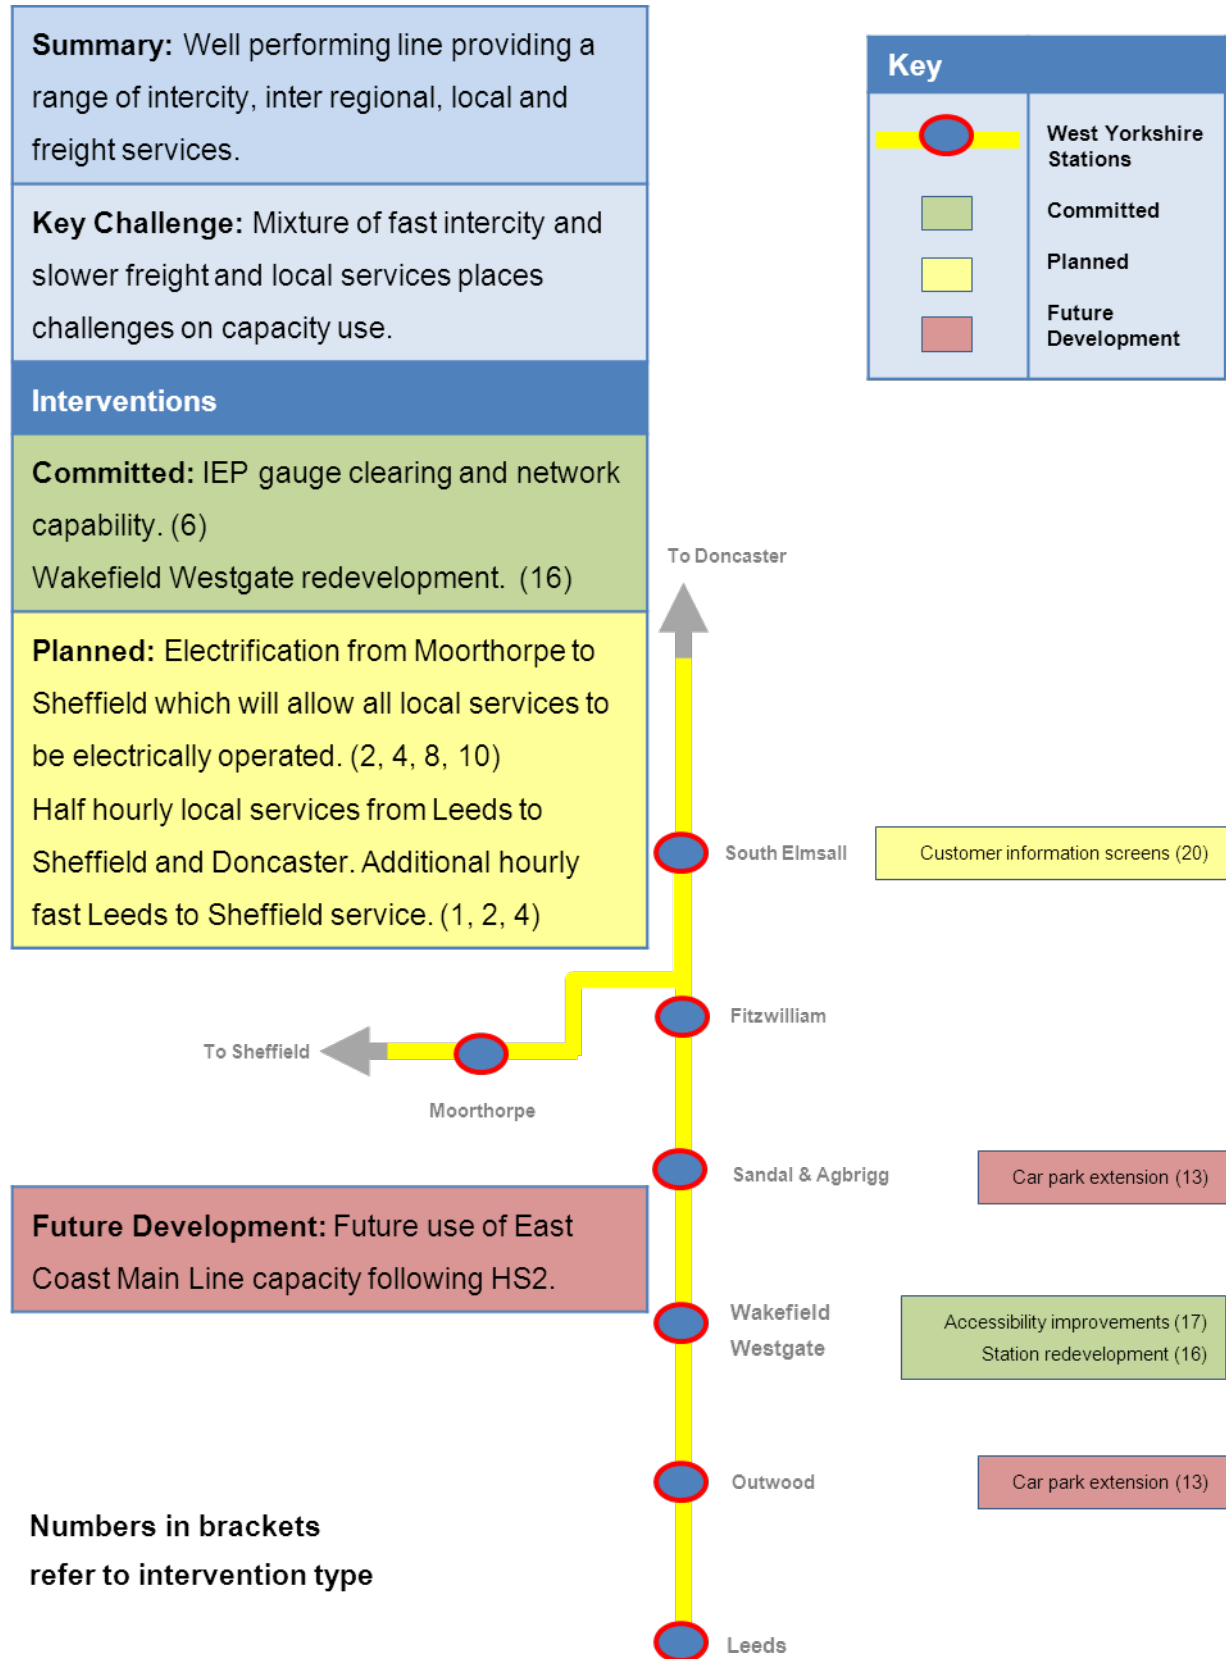 Summary: Well performing line providing a
range of intercity, inter regional, local and
freight services.
Key Challenge: Mixture of fast intercity and
slower freight and local services places
challenges on capacity use.
Interventions
Committed: IEP gauge clearing and network
capability. (6)
Wakefield Westgate redevelopment. (16)
Planned: Electrification from Moorthorpe to
Sheffield which will allow all local services to
be electrically operated. (2, 4, 8, 10)
Half hourly local services from Leeds to
Sheffield and Doncaster. Additional hourly
fast Leeds to Sheffield service. (1, 2, 4)
Key
West Yorkshire
Stations
Committed
Planned
Future
Development
To Doncaster
South Elmsall
Customer information screens (20)
Fitzwilliam
To Sheffield
Moorthorpe
Sandal & Agbrigg
Car park extension (13)
Future Development: Future use of East
Coast Main Line capacity following HS2.
Wakefield
Westgate
Accessibility improvements (17)
Station redevelopment (16)
Outwood
Car park extension (13)
Numbers in brackets
refer to intervention type
Leeds